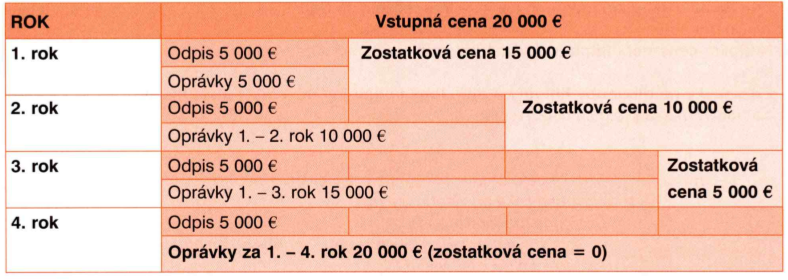 ROK Vstupná cena 20 000 €
1. rok Odpis 5 000 € Zostatková cena 15 000 €
Oprávky 5 000 €
2. rok Odpis 5 000 € Zostatková cena 10 000 €
Oprávky 1. – 2. rok 10 000 €
3. rok Odpis 5 000 € Zostatková
Oprávky 1. – 3. rok 15 000 € cena 5 000 €
4. rok Odpis 5 000 €
Oprávky za 1. – 4. rok 20 000 € (zostatková cena = 0)